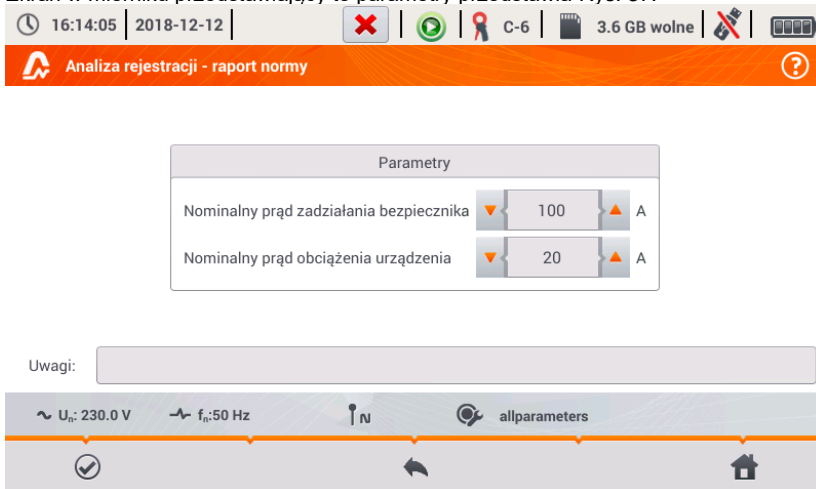 16:14:05 2018-12-12 C-6 3.6 GB wolne
Analiza rejestracji - raport normy
Parametry
Nominalny prąd zadziałania bezpiecznika 100 A
Nominalny prąd obciążenia urządzenia 20 A
Uwagi:
Un: 230.0 V fn:50 Hz N allparameters